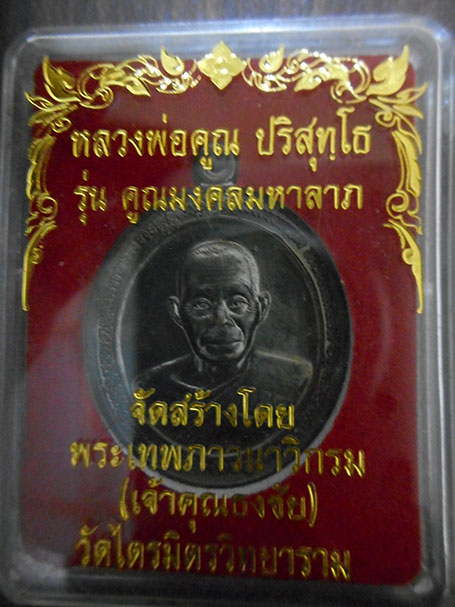 หลวงพ่อคูณ ปริสุทฺโธ
รุ่น คูณมงคลมหาลาภ
จัดสร้างโดย
พระเทพภาวนาวิกรม
(เจ้าคุณธงชัย)
วัดไตรมิตรวิทยาราม